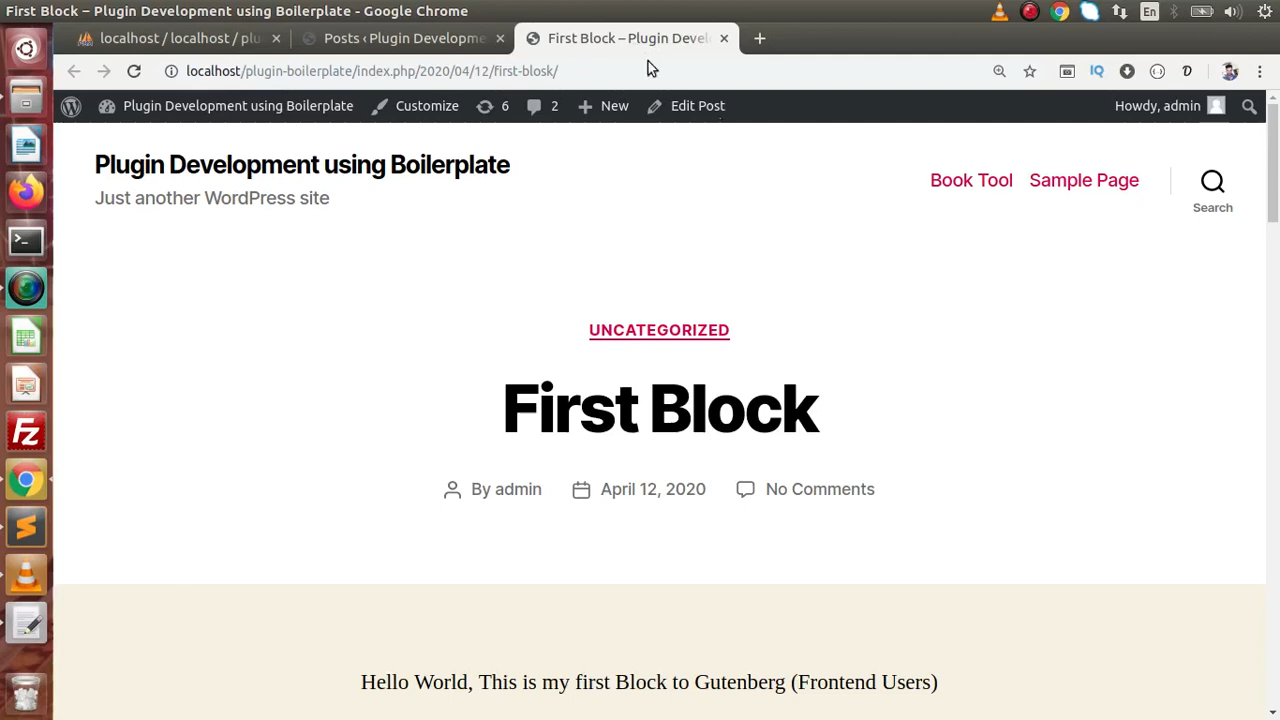 First Block – Plugin Development using Boilerplate - Google Chrome
En
localhost / localhost / plu
Posts ‹ Plugin Developme
First Block – Plugin Devel
localhost/plugin-boilerplate/index.php/2020/04/12/first-blosk/
IQ
Plugin Development using Boilerplate
Customize
6
2
New
Edit Post
Howdy, admin
Plugin Development using Boilerplate
Just another WordPress site
Book Tool
Sample Page
Search
UNCATEGORIZED
First Block
By admin
April 12, 2020
No Comments
Hello World, This is my first Block to Gutenberg (Frontend Users)